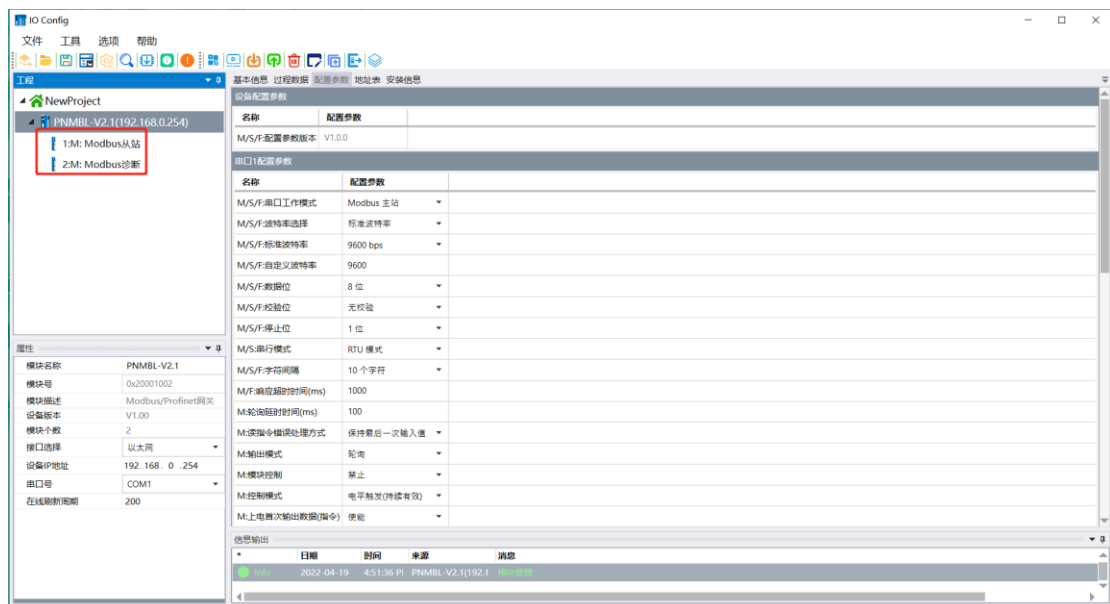 IO Config
文件 工具 选项 帮助
工程
NewProject
PNMBL-V2.1(192.168.0.254)
1:M: Modbus从站
2:M: Modbus诊断
属性
模块名称 PNMBL-V2.1
模块号 0x20001002
模块描述 Modbus/Profinet网关
设备版本 V1.00
模块个数 2
接口选择 以太网
设备IP地址 192.168. 0 .254
串口号 COM1
在线刷新周期 200
基本信息 过程数据 配置参数 地址表 安装信息
设备配置参数
名称 配置参数
M/S/F:配置参数版本 V1.0.0
串口1配置参数
名称 配置参数
M/S/F:串口工作模式 Modbus 主站
M/S/F:波特率选择 标准波特率
M/S/F:标准波特率 9600 bps
M/S/F:自定义波特率 9600
M/S/F:数据位 8 位
M/S/F:校验位 无校验
M/S/F:停止位 1 位
M/S:串行模式 RTU 模式
M/S/F:字符间隔 10 个字符
M/F:响应超时时间(ms) 1000
M:轮询延时时间(ms) 100
M:读指令错误处理方式 保持最后一次输入值
M:输出模式 轮询
M:模块控制 禁止
M:控制模式 电平触发(持续有效)
M:上电首次输出数据(指令) 使能
信息输出
* 日期 时间 来源 消息
Info 2022-04-19 4:51:36 PI PNMBL-V2.1(192.1 模块管理